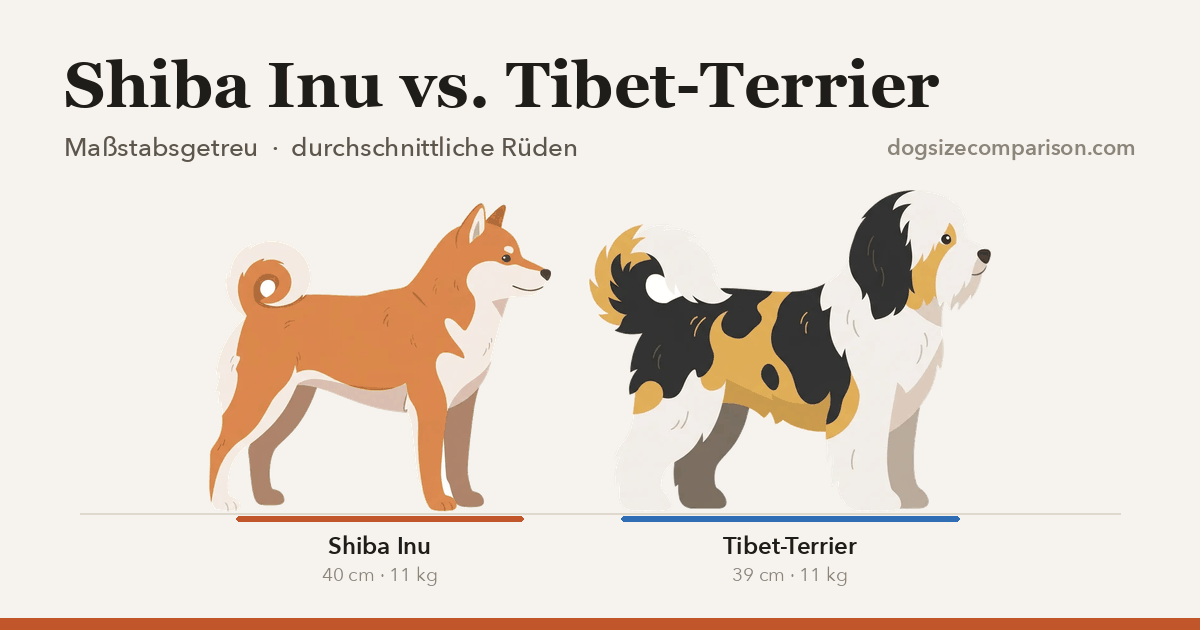 Shiba Inu vs. Tibet-Terrier
Maßstabsgetreu · durchschnittliche Rüden
dogsizecomparison.com
Shiba Inu
40 cm · 11 kg
Tibet-Terrier
39 cm · 11 kg